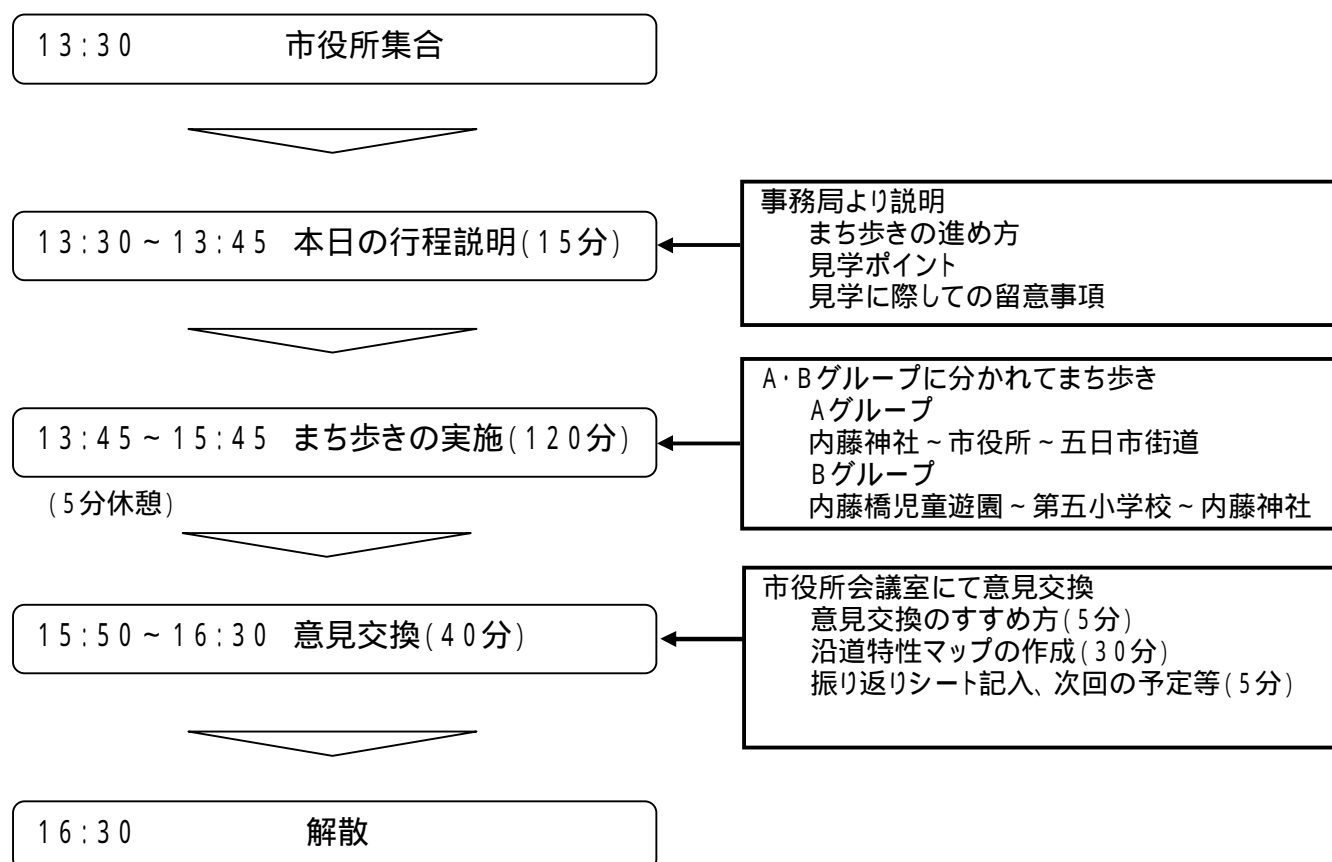 13:30 市役所集合
13:30~13:45 本日の行程説明(15分)
事務局より説明
まち歩きの進め方
見学ポイント
見学に際しての留意事項
13:45~15:45 まち歩きの実施(120分)
(5分休憩)
A・Bグループに分かれてまち歩き
Aグループ
内藤神社~市役所~五日市街道
Bグループ
内藤橋児童遊園~第五小学校~内藤神社
15:50~16:30 意見交換(40分)
市役所会議室にて意見交換
意見交換のすすめ方(5分)
沿道特性マップの作成(30分)
振り返りシート記入、次回の予定等(5分)
16:30 解散